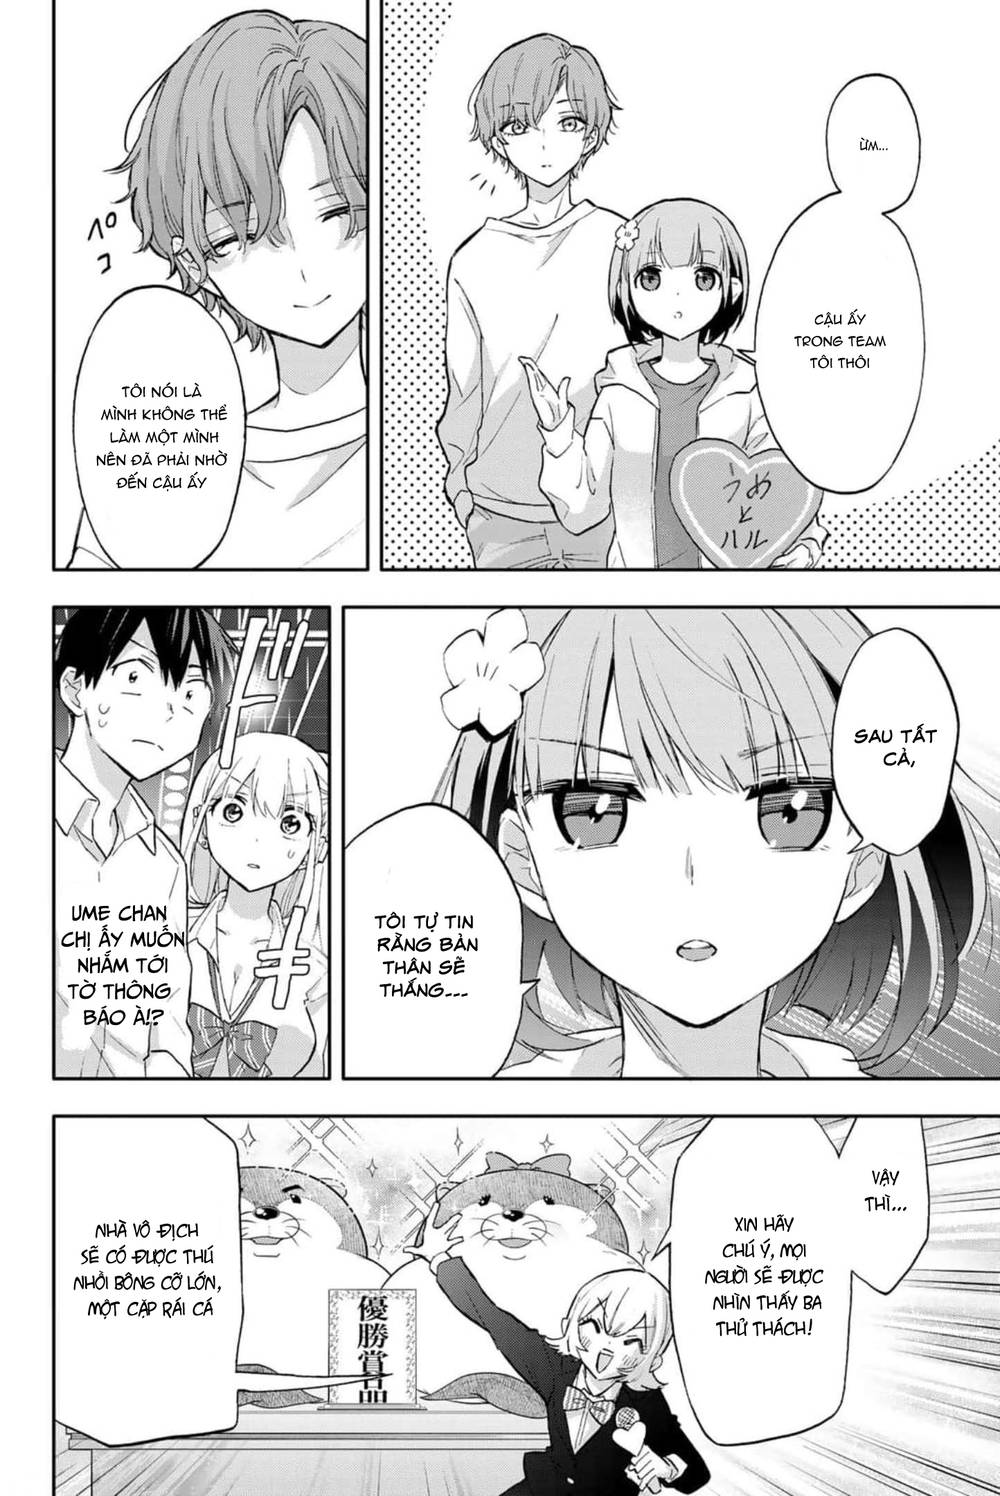 ỪM...
CẬU ẤY
TRONG TEAM
TÔI THÔI
うめ
と
ハル
ペコ
TÔI NÓI LÀ
MÌNH KHÔNG THỂ
LÀM MỘT MÌNH
NÊN ĐÃ PHẢI NHỜ
ĐẾN CẬU ẤY
SAU TẤT
CẢ,
TÔI TỰ TIN
RẰNG BẢN
THÂN SẼ
THẮNG...
ドギ
UME CHAN
CHỊ ẤY MUỐN
NHẮM TỚI
TỜ THÔNG
BÁO À!?
VẬY
THÌ...
XIN HÃY
CHÚ Ý, MỌI
NGƯỜI SẼ ĐƯỢC
NHÌN THẤY BA
THỬ THÁCH!
NHÀ VÔ ĐỊCH
SẼ CÓ ĐƯỢC THÚ
NHỒI BÔNG CỠ LỚN,
MỘT CẶP RÁI CÁ
優勝賞品